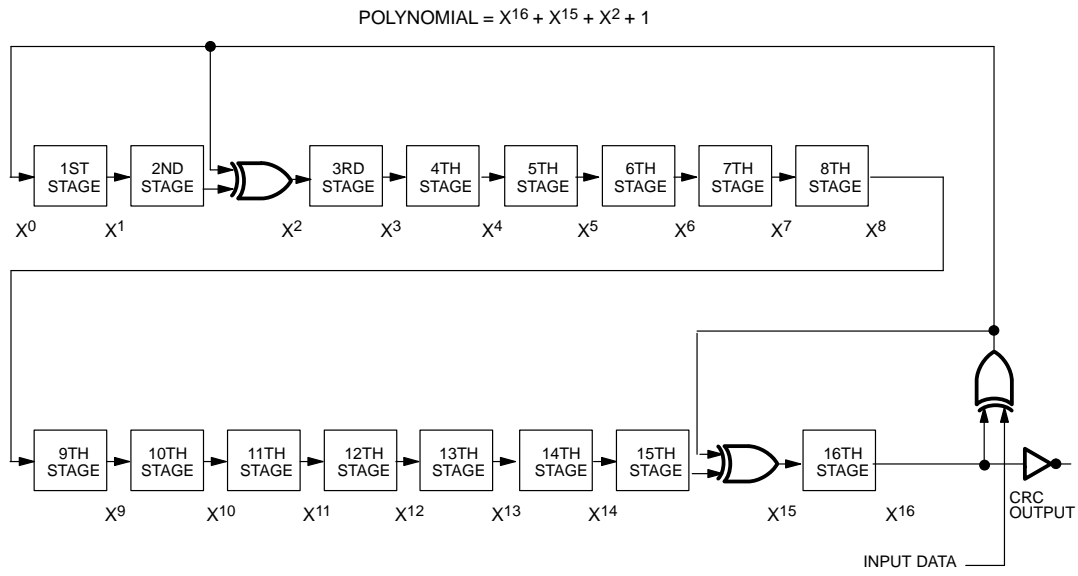 POLYNOMIAL = X16 + X15 + X2 + 1
1ST STAGE
2ND STAGE
3RD STAGE
4TH STAGE
5TH STAGE
6TH STAGE
7TH STAGE
8TH STAGE
X0 X1 X2 X3 X4 X5 X6 X7 X8
9TH STAGE
10TH STAGE
11TH STAGE
12TH STAGE
13TH STAGE
14TH STAGE
15TH STAGE
16TH STAGE
X9 X10 X11 X12 X13 X14 X15 X16
CRC
OUTPUT
INPUT DATA